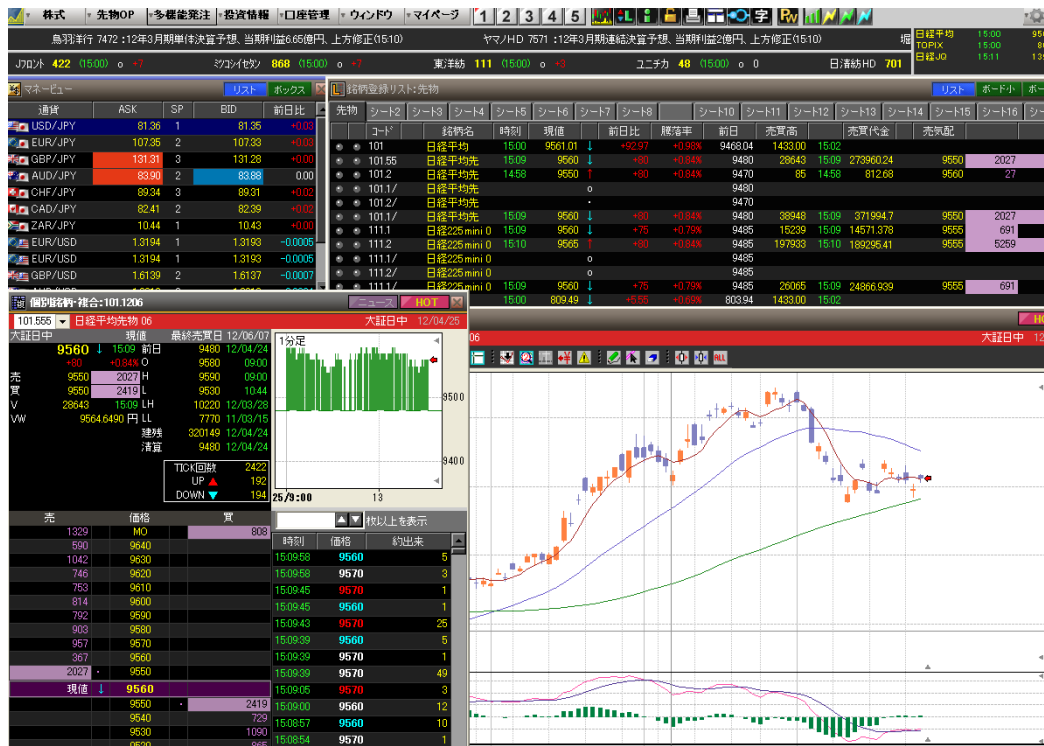 株式 先物OP 多機能発注 投資情報 口座管理 ウィンドウ マイページ 1 2 3 4 5
鳥羽洋行 7472 :12年3月期単体決算予想、当期利益6.65億円、上方修正(15:10) ヤマノHD 7571 :12年3月期連結決算予想、当期利益2億円、上方修正(15:10)
日経平均 15:00
TOPIX 15:00
日経JQ 15:11
Jフロント 422 (15:00) o +7 ミツコシイセタン 868 (15:00) o +7 東洋紡 111 (15:00) o +3 ユニチカ 48 (15:00) o 0 日清紡HD 701
マネービュー リスト ボックス
通貨 ASK SP BID 前日比
USD/JPY 81.36 1 81.35 +0.03
EUR/JPY 107.35 2 107.33 +0.03
GBP/JPY 131.31 3 131.28 +0.00
AUD/JPY 83.90 2 83.88 0.00
CHF/JPY 89.34 3 89.31 +0.02
CAD/JPY 82.41 2 82.39 +0.02
ZAR/JPY 10.44 1 10.43 +0.00
EUR/USD 1.3194 1 1.3193 -0.0005
EUR/USD 1.3194 1 1.3193 -0.0005
GBP/USD 1.6139 2 1.6137 -0.0007
銘柄登録リスト:先物 リスト ボード小
先物 シート2 シート3 シート4 シート5 シート6 シート7 シート8 シート10 シート11 シート12 シート13 シート14 シート15 シート16
コード 銘柄名 時刻 現値 前日比 騰落率 前日 売買高 売買代金 売気配
101 日経平均 15:00 9561.01 ↓ +92.97 +0.98% 9468.04 1433.00 15:02
101.55 日経平均先 15:09 9560 ↓ +80 +0.84% 9480 28643 15:09 273960.24 9550 2027
101.2 日経平均先 14:58 9550 ↑ +80 +0.84% 9470 85 14:58 812.68 9560 27
101.1/ 日経平均先 o 9480
101.2/ 日経平均先 9470
101.1/ 日経平均先 15:09 9560 ↓ +80 +0.84% 9480 38948 15:09 371994.7 9550 2027
111.1 日経225mini 0 15:09 9560 ↓ +75 +0.79% 9485 15239 15:09 14571.378 9555 691
111.2 日経225mini 0 15:10 9565 ↑ +80 +0.84% 9485 197933 15:10 189295.41 9555 5259
111.1/ 日経225mini 0 o 9485
111.2/ 日経225mini 0 o 9485
111.1/ 日経225mini 0 15:09 9560 ↓ +75 +0.79% 9485 26065 15:09 24866.939 9555 691
15:00 809.49 ↓ +5.55 +0.69% 803.94 1433.00 15:02
個別銘柄・複合:101.1206 ニュース HOT
101.555 日経平均先物 06 大証日中 12/04/25
大証日中 現値 最終売買日 12/06/07
9560 ↓ 15:09 前日 9480 12/04/24
+80 +0.84% O 9580 09:00
売 9550 2027 H 9590 09:00
買 9550 2419 L 9530 10:44
V 28643 15:09 LH 10220 12/03/28
VW 9564.6490 円 LL 7770 11/03/15
建残 320149 12/04/24
清算 9480 12/04/24
TICK回数 2422
UP ▲ 192
DOWN ▼ 194
1分足
9500
9400
25/9:00 13
売 価格 買
1329 MO 808
590 9640
1042 9630
746 9620
753 9610
814 9600
792 9590
903 9580
957 9570
367 9560
2027 9550
現値 ↓ 9560
9550 2419
9540 729
9530 1090
9520 865
枚以上を表示
時刻 価格 約出来
15:09:58 9560 5
15:09:58 9570 3
15:09:45 9570 1
15:09:45 9560 1
15:09:43 9570 25
15:09:39 9560 5
15:09:39 9570 1
15:09:39 9570 49
15:09:05 9570 3
15:09:00 9560 12
15:08:57 9560 10
15:08:54 9570 1
06 大証日中
ALL